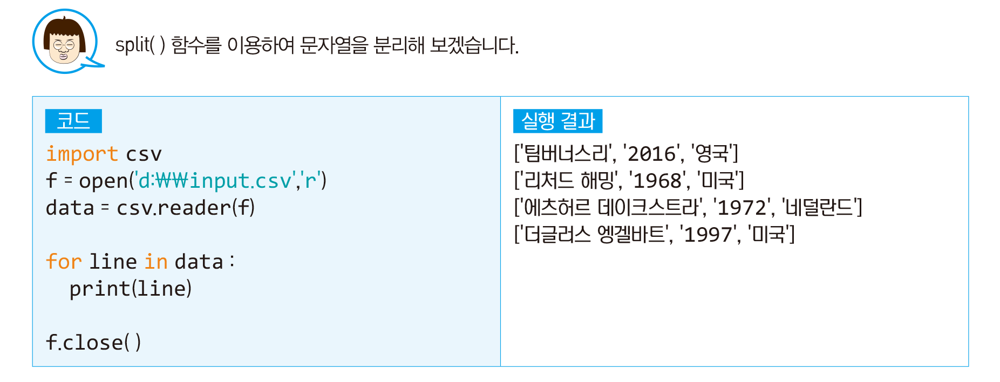 split( ) 함수를 이용하여 문자열을 분리해 보겠습니다.
코드
import csv
f = open('d:₩₩input.csv','r')
data = csv.reader(f)
for line in data :
print(line)
f.close( )
실행 결과
['팀버너스리', '2016', '영국']
['리처드 해밍', '1968', '미국']
['에츠허르 데이크스트라', '1972', '네덜란드']
['더글러스 엥겔바트', '1997', '미국']